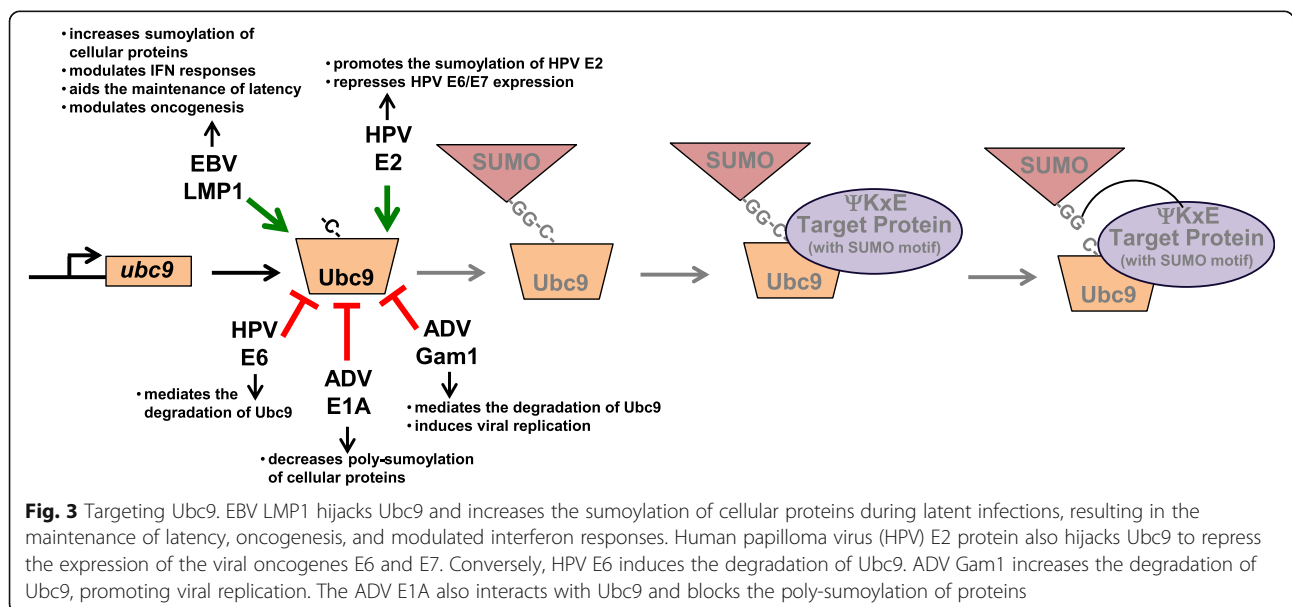 • increases sumoylation of
cellular proteins
• modulates IFN responses
• aids the maintenance of latency
• modulates oncogenesis
• promotes the sumoylation of HPV E2
• represses HPV E6/E7 expression
EBV
LMP1
HPV
E2
ubc9
-C-
Ubc9
SUMO
-GG-C-
Ubc9
SUMO
-GG-C-
ΨKxE
Target Protein
(with SUMO motif)
Ubc9
SUMO
-GG
C-
ΨKxE
Target Protein
(with SUMO motif)
Ubc9
HPV
E6
• mediates the
degradation of Ubc9
ADV
E1A
• decreases poly-sumoylation
of cellular proteins
ADV
Gam1
• mediates the degradation of Ubc9
• induces viral replication
Fig. 3 Targeting Ubc9. EBV LMP1 hijacks Ubc9 and increases the sumoylation of cellular proteins during latent infections, resulting in the
maintenance of latency, oncogenesis, and modulated interferon responses. Human papilloma virus (HPV) E2 protein also hijacks Ubc9 to repress
the expression of the viral oncogenes E6 and E7. Conversely, HPV E6 induces the degradation of Ubc9. ADV Gam1 increases the degradation of
Ubc9, promoting viral replication. The ADV E1A also interacts with Ubc9 and blocks the poly-sumoylation of proteins